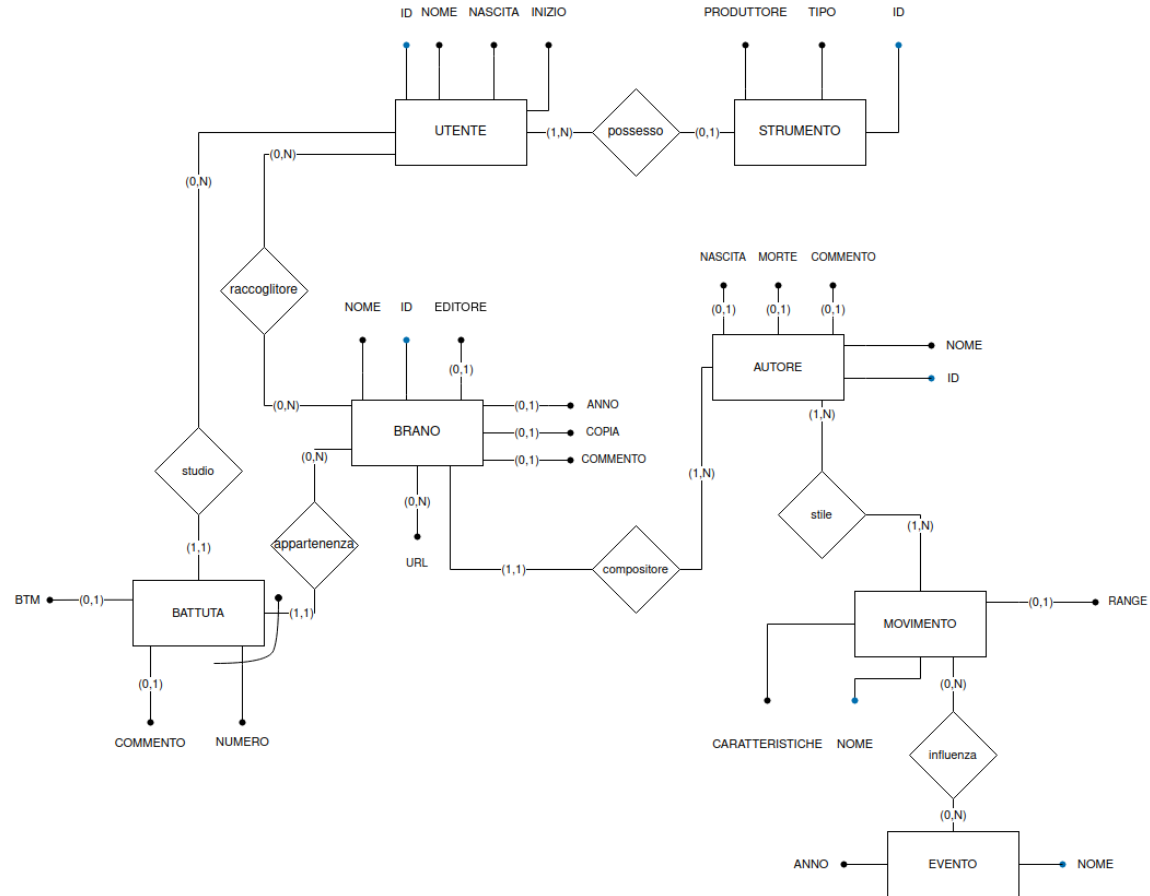 ID NOME NASCITA INIZIO PRODUTTORE TIPO ID
UTENTE (1,N) possesso (0,1) STRUMENTO
(0,N)
(0,N)
NASCITA MORTE COMMENTO
raccoglitore
NOME ID EDITORE
(0,1) (0,1) (0,1)
NOME
AUTORE
(0,1)
ID
(0,N) (0,1) ANNO
(1,N)
BRANO (0,1) COPIA
(0,N) (0,1) COMMENTO
studio
(1,N)
(0,N)
stile
(1,N)
appartenenza
(1,1)
URL
(1,1) compositore
BTM (0,1)
BATTUTA (1,1)
(0,1) RANGE
MOVIMENTO
(0,1)
(0,N)
COMMENTO NUMERO
CARATTERISTICHE NOME
influenza
(0,N)
ANNO EVENTO NOME